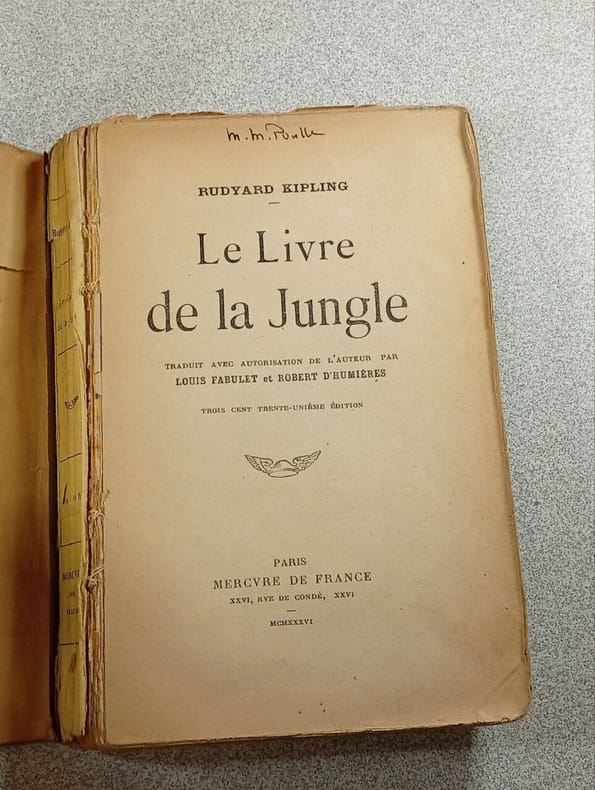 RUDYARD KIPLING
Le Livre
de la Jungle
TRADUIT AVEC AUTORISATION DE L'AUTEUR PAR
LOUIS FABULET et ROBERT D'HUMIÈRES
TROIS CENT TRENTE-UNIÈME ÉDITION
PARIS
MERCVRE DE FRANCE
XXVI, RVE DE CONDÉ, XXVI
MCMXXXVI